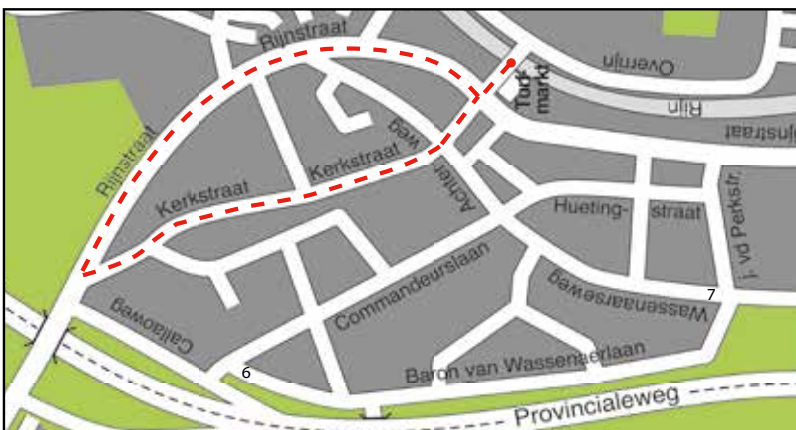 Rijnstraat
Overrijn
Turf-
markt
Rijn
Rijnstraat
weg
ijnstraat
Kerkstraat
Kerkstraat
Achter
Hueting-
straat
j. vd Perkstr.
Commandeurslaan
Wassenaarseweg
7
Callaoweg
6
Baron van Wassenaerlaan
Provincialeweg